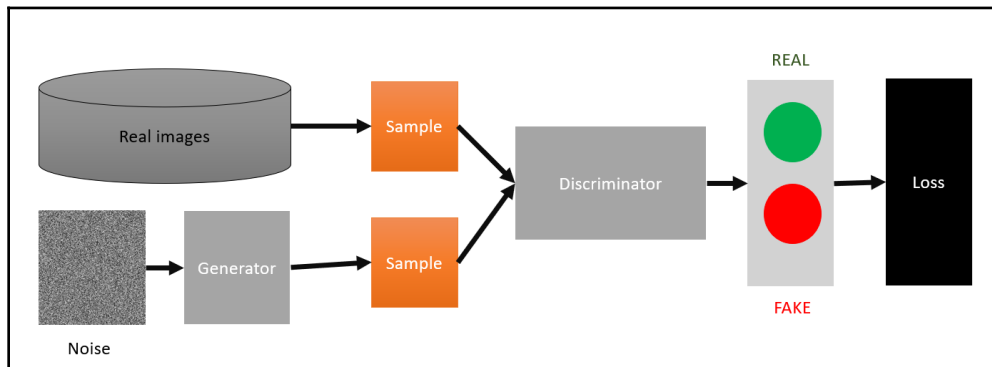 Real images
Sample
Noise
Generator
Sample
Discriminator
REAL
FAKE
Loss